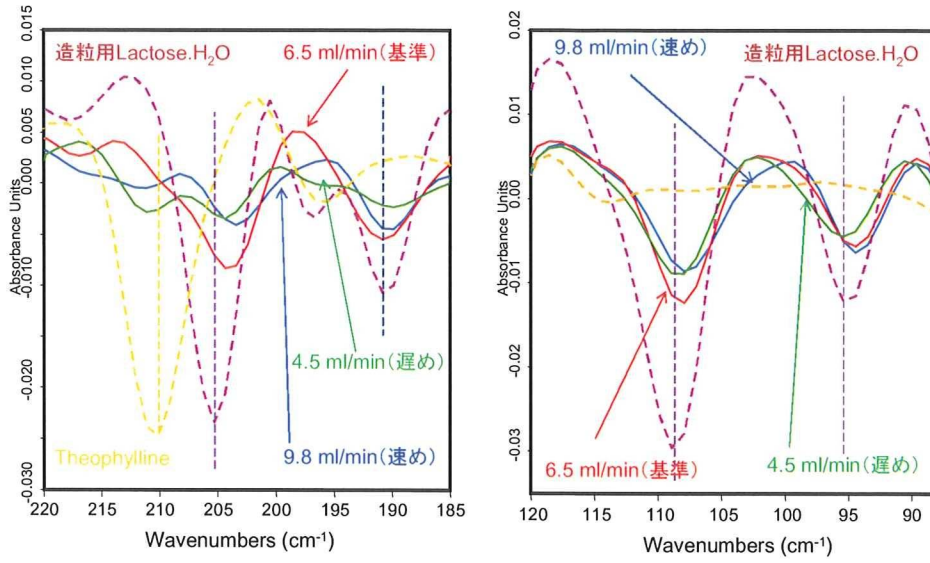 造粒用Lactose.H₂O
6.5 ml/min（基準）
4.5 ml/min（遅め）
9.8 ml/min（速め）
Theophylline
Absorbance Units
0.015
0.010
0.005
0.000
-0.010
-0.020
-0.030
220 215 210 205 200 195 190 185
Wavenumbers (cm⁻¹)
9.8 ml/min（速め）
造粒用Lactose.H₂O
6.5 ml/min（基準）
4.5 ml/min（遅め）
Absorbance Units
0.02
0.01
0.00
-0.01
-0.02
-0.03
120 115 110 105 100 95 90
Wavenumbers (cm⁻¹)